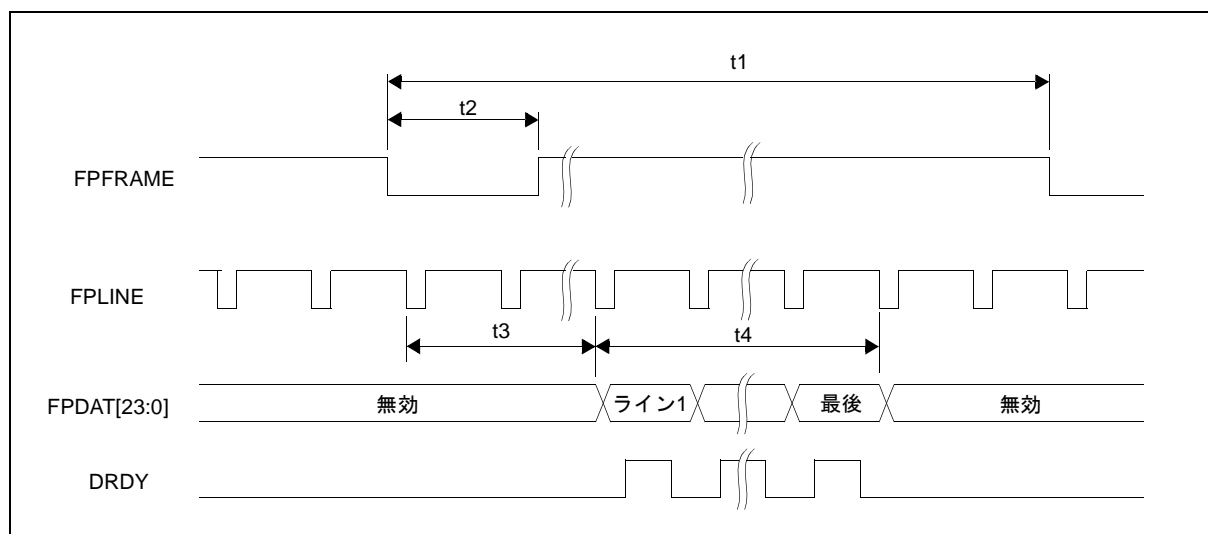 t1
t2
FPFRAME
FPLINE
t3
t4
FPDAT[23:0]
無効
ライン1
最後
無効
DRDY